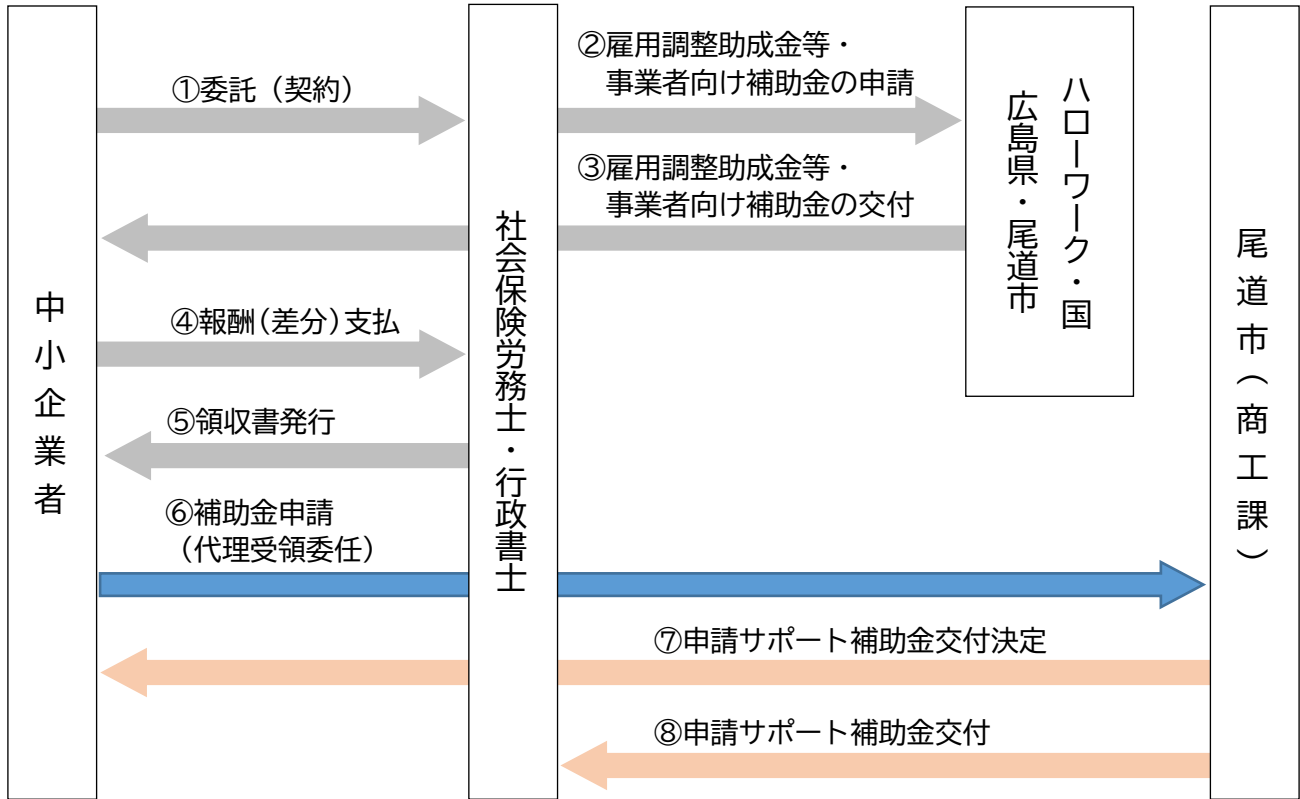 ①委託（契約）
②雇用調整助成金等・
事業者向け補助金の申請
③雇用調整助成金等・
事業者向け補助金の交付
④報酬（差分）支払
⑤領収書発行
⑥補助金申請
（代理受領委任）
⑦申請サポート補助金交付決定
⑧申請サポート補助金交付
中小企業者
社会保険労務士・行政書士
ハローワーク・国
広島県・尾道市
尾道市（商工課）